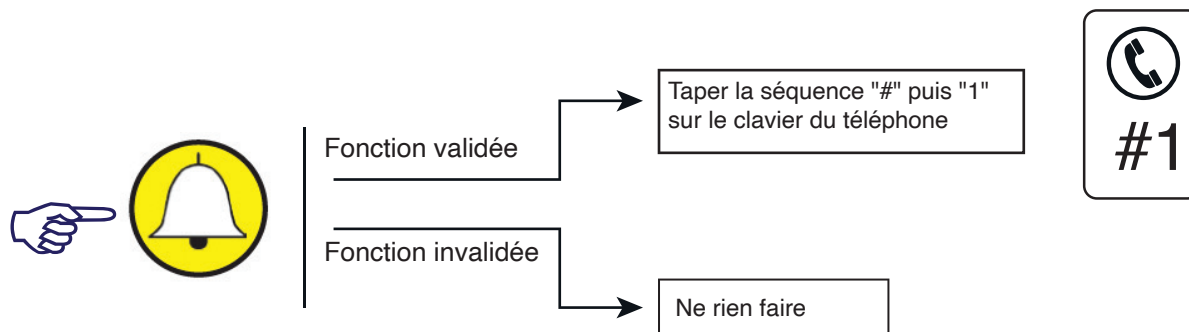 Taper la séquence "#" puis "1"
sur le clavier du téléphone
#1
Fonction validée
Fonction invalidée
Ne rien faire